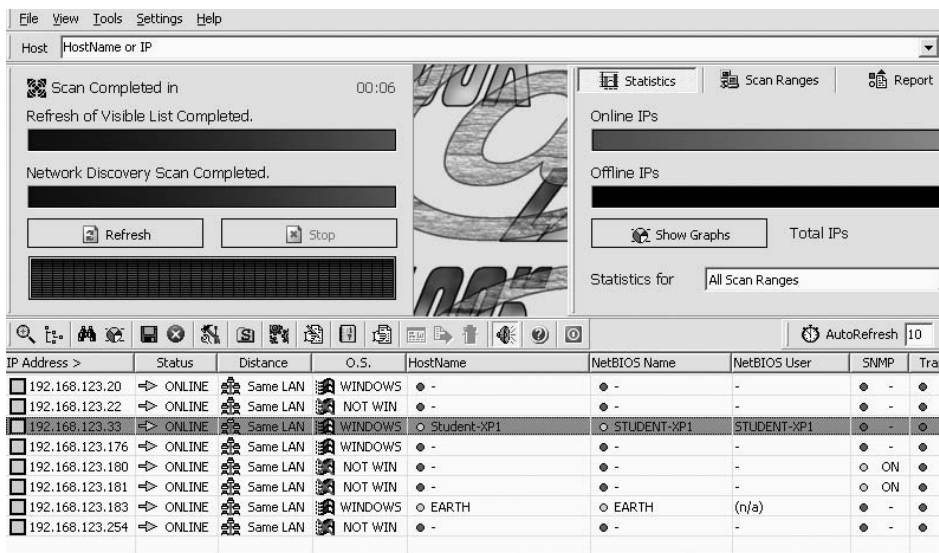 File View Tools Settings Help
Host HostName or IP
Scan Completed in 00:06
Refresh of Visible List Completed.
Network Discovery Scan Completed.
Refresh Stop
Statistics Scan Ranges Report
Online IPs
Offline IPs
Show Graphs Total IPs
Statistics for All Scan Ranges
AutoRefresh 10
IP Address > Status Distance O.S. HostName NetBIOS Name NetBIOS User SNMP Tra
192.168.123.20 ONLINE Same LAN WINDOWS - - - -
192.168.123.22 ONLINE Same LAN NOT WIN - - - -
192.168.123.33 ONLINE Same LAN WINDOWS Student-XP1 STUDENT-XP1 STUDENT-XP1 -
192.168.123.176 ONLINE Same LAN WINDOWS - - - -
192.168.123.180 ONLINE Same LAN NOT WIN - - - ON
192.168.123.181 ONLINE Same LAN NOT WIN - - - ON
192.168.123.183 ONLINE Same LAN WINDOWS EARTH EARTH (n/a) -
192.168.123.254 ONLINE Same LAN NOT WIN - - - -